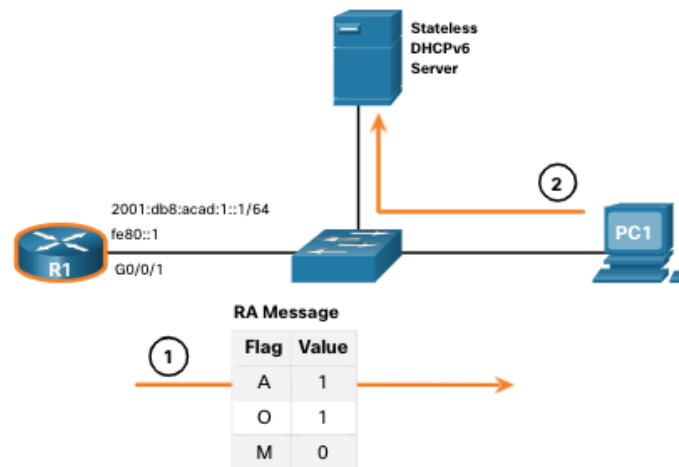 Stateless
DHCPv6
Server
2
2001:db8:acad:1::1/64
fe80::1
PC1
R1
G0/0/1
RA Message
1
Flag Value
A 1
O 1
M 0